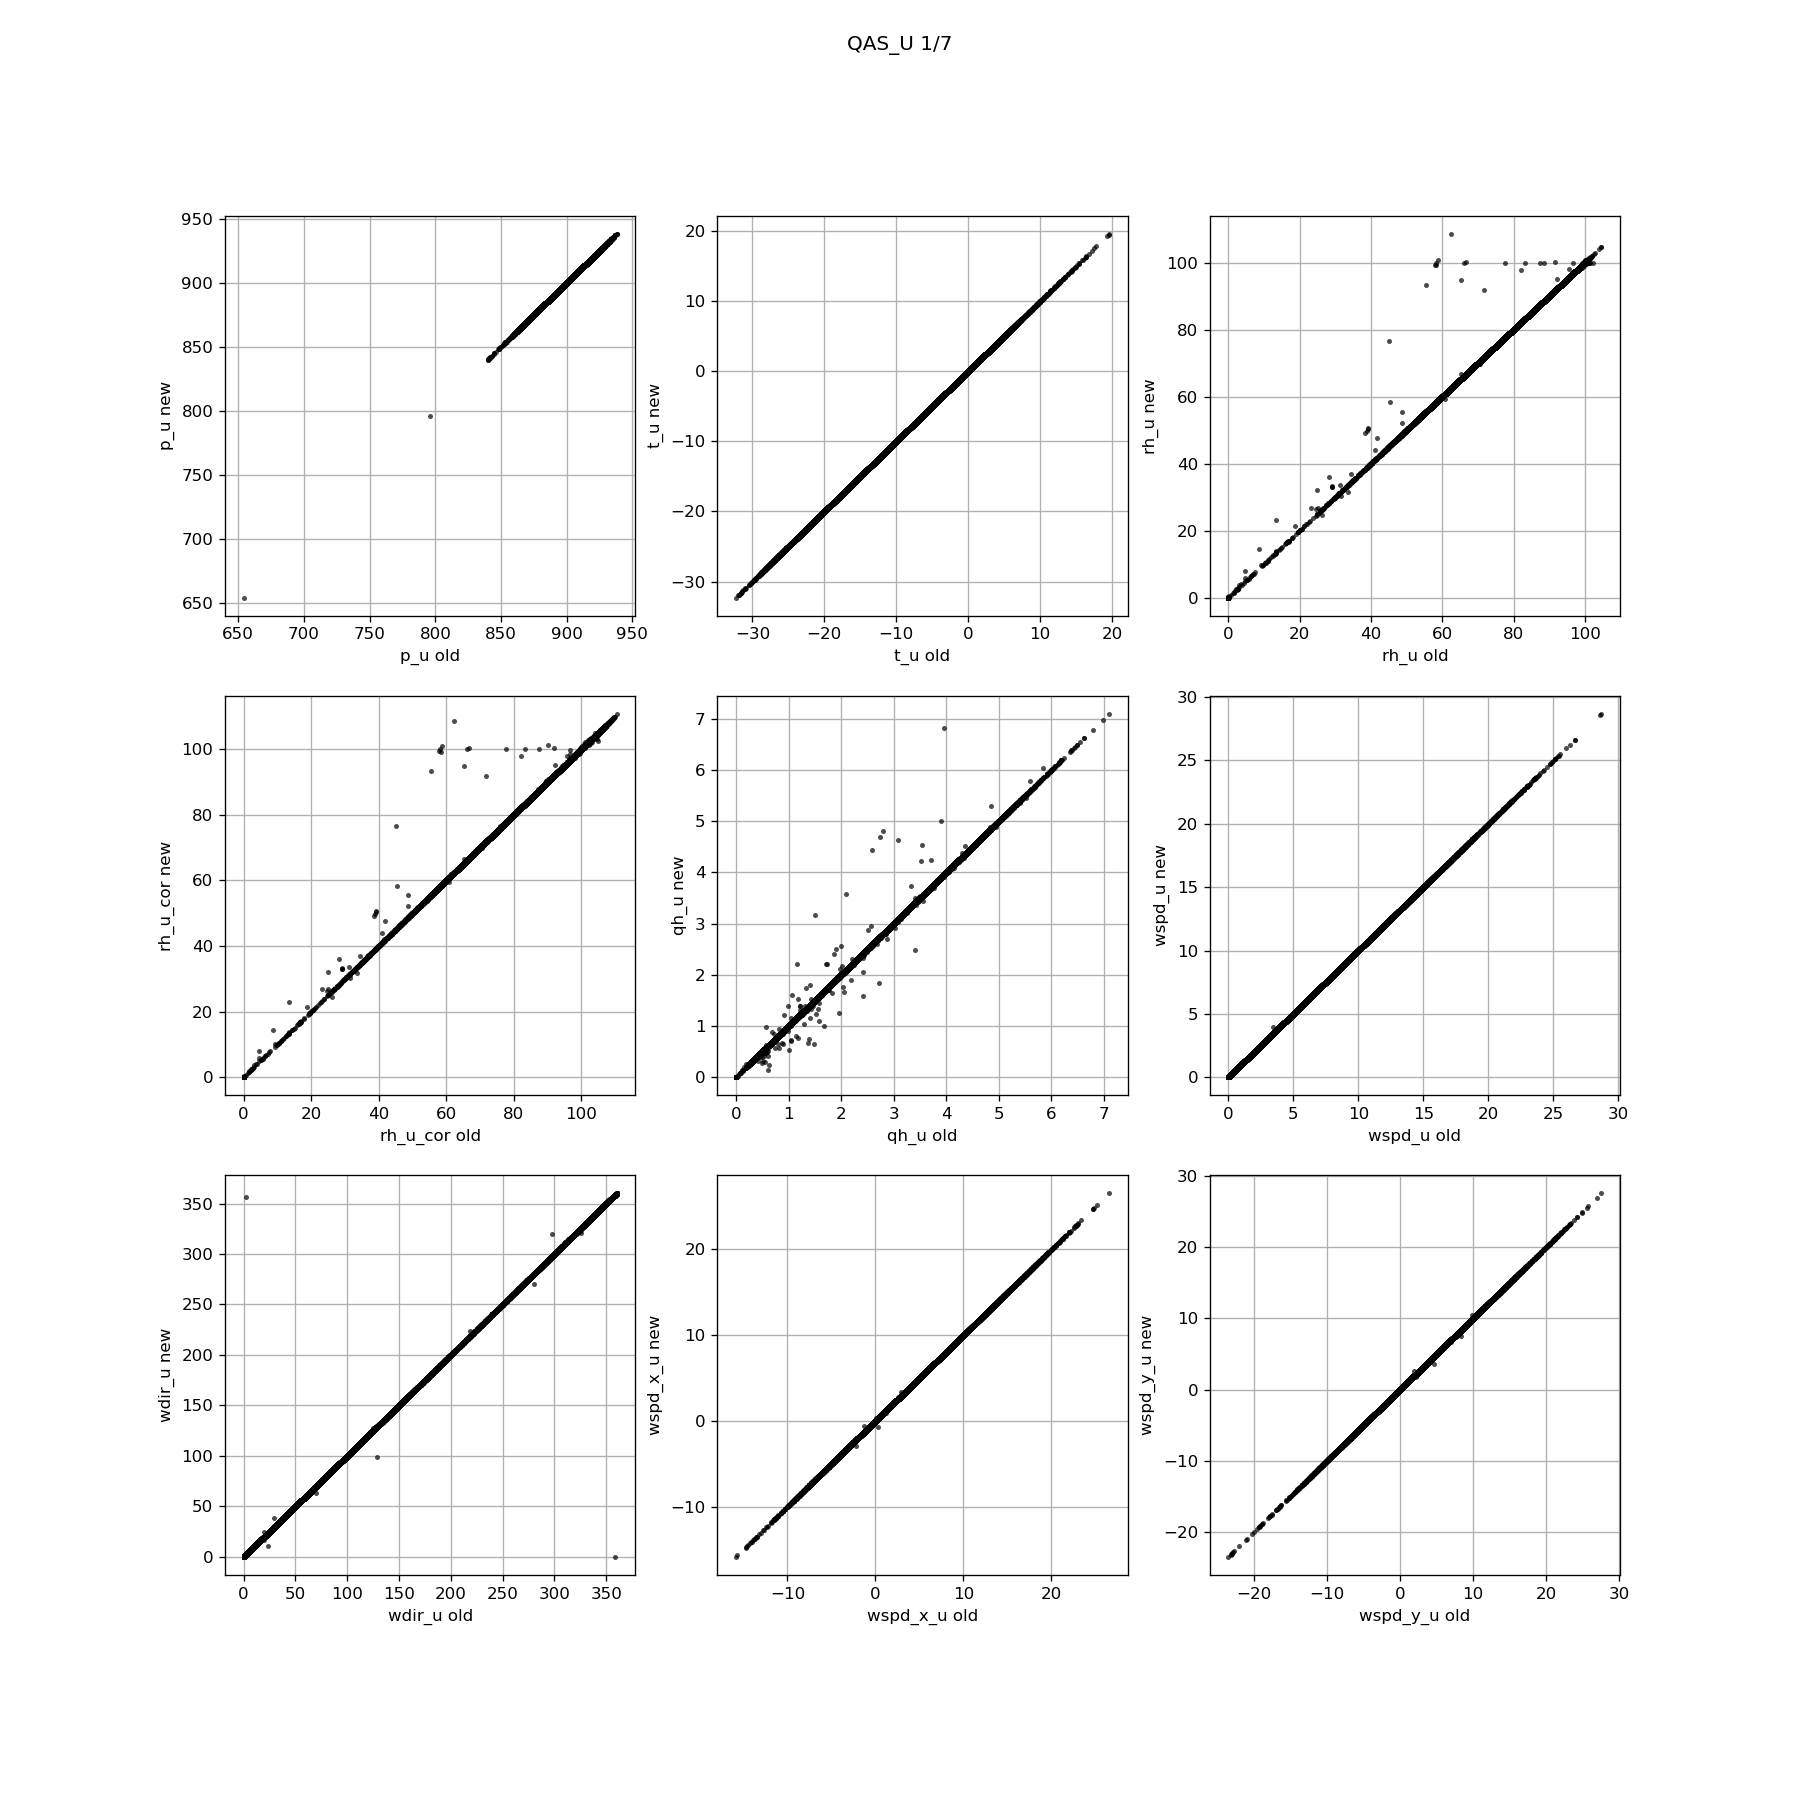 QAS_U 1/7
950
900
850
800
750
700
650
p_u new
650 700 750 800 850 900 950
p_u old
20
10
0
−10
−20
−30
t_u new
−30 −20 −10 0 10 20
t_u old
100
80
60
40
20
0
rh_u new
0 20 40 60 80 100
rh_u old
100
80
60
40
20
0
rh_u_cor new
0 20 40 60 80 100
rh_u_cor old
7
6
5
4
3
2
1
0
qh_u new
0 1 2 3 4 5 6 7
qh_u old
30
25
20
15
10
5
0
wspd_u new
0 5 10 15 20 25 30
wspd_u old
350
300
250
200
150
100
50
0
wdir_u new
0 50 100 150 200 250 300 350
wdir_u old
20
10
0
−10
wspd_x_u new
−10 0 10 20
wspd_x_u old
30
20
10
0
−10
−20
wspd_y_u new
−20 −10 0 10 20 30
wspd_y_u old